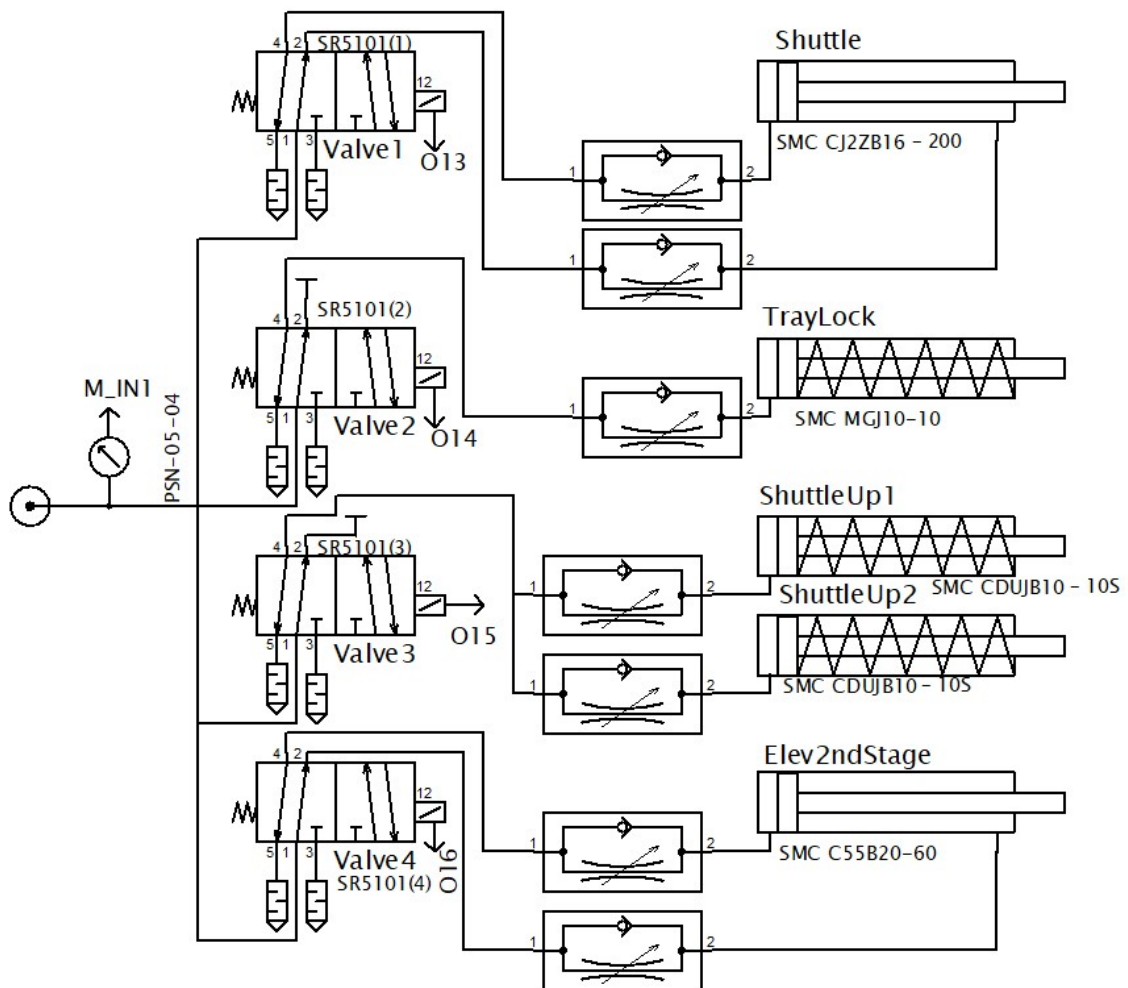 Shuttle
4 2 SR5101(1)
12
5 1 3 Valve1
O13
SMC CJ2ZB16 - 200
1 2
1 2
4 2 SR5101(2)
TrayLock
12
5 1 3 Valve2
O14
1 2
SMC MGJ10-10
M_IN1
PSN-05-04
ShuttleUp1
4 2 SR5101(3)
12
5 1 3 Valve3
O15
1 2
SMC CDUJB10 - 10S
ShuttleUp2
1 2
SMC CDUJB10 - 10S
4 2
Elev2ndStage
12
5 1 3 Valve4
SR5101(4)
O16
1 2
SMC C55B20-60
1 2